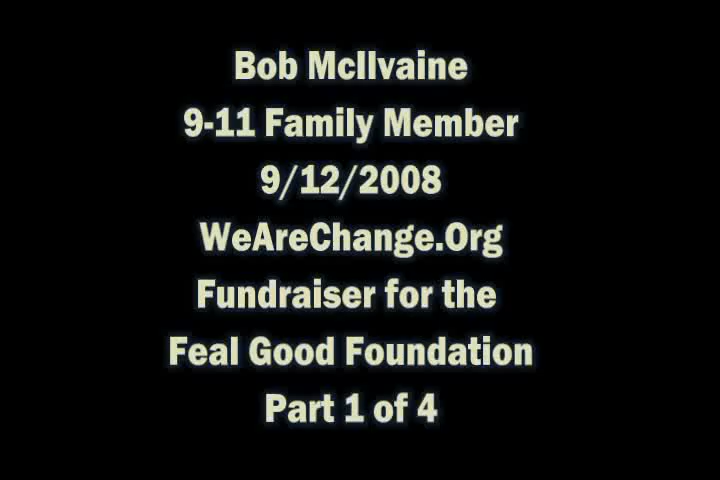 Bob McIlvaine
9-11 Family Member
9/12/2008
WeAreChange.Org
Fundraiser for the
Feal Good Foundation
Part 1 of 4